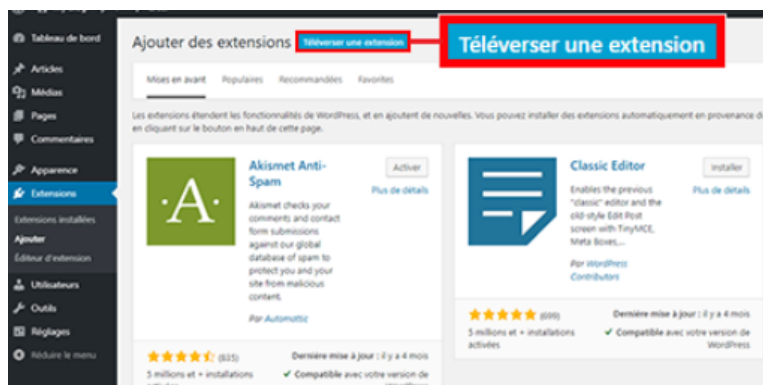 Tableau de bord
Articles
Médias
Pages
Commentaires
Apparence
Extensions
Extensions installées
Ajouter
Éditeur d'extension
Utilisateurs
Outils
Réglages
Réduire le menu
Ajouter des extensions Téléverser une extension
Téléverser une extension
Mises en avant Populaires Recommandées Favorites
Les extensions étendent les fonctionnalités de WordPress, et en ajoutent de nouvelles. Vous pouvez installer des extensions automatiquement en provenance
en cliquant sur le bouton en haut de cette page.
·A·
Akismet Anti-
Spam
Activer
Plus de détails
Akismet checks your
comments and contact
form submissions
against our global
database of spam to
protect you and your
site from malicious
content.
Par Automattic
(835)
Dernière mise à jour : il y a 4 mois
5 millions et + installations
Compatible avec votre version de
Classic Editor
Installer
Plus de détails
Enables the previous
"classic" editor and the
old-style Edit Post
screen with TinyMCE,
Meta Boxes,...
Par WordPress
Contributors
(699)
Dernière mise à jour : il y a 4 mois
5 millions et + installations
activées
Compatible avec votre version de
WordPress